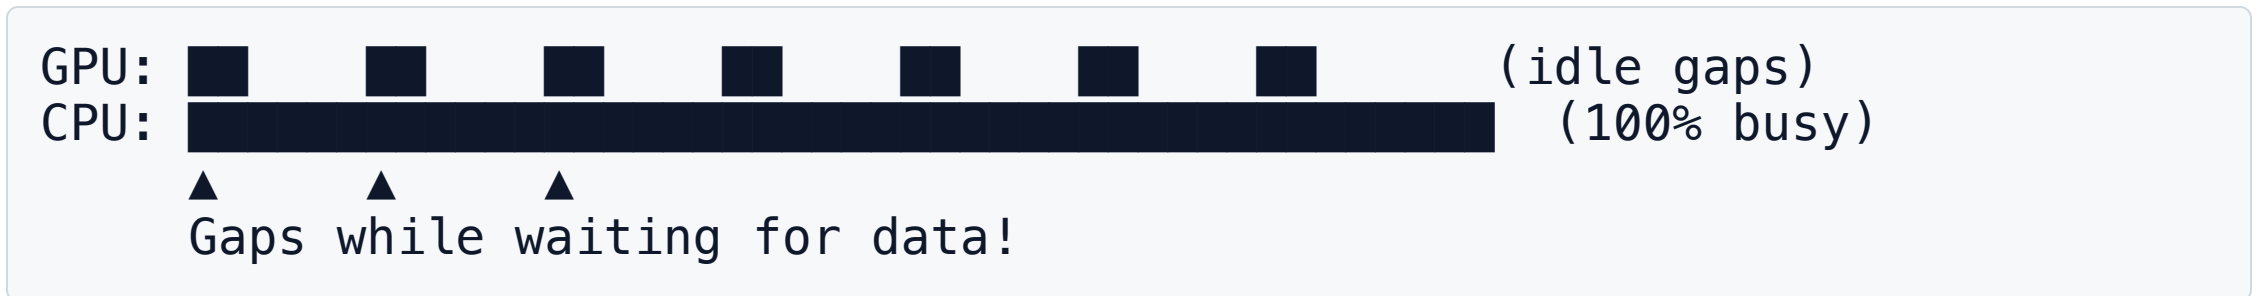 GPU: ██    ██    ██    ██    ██    ██    ██      (idle gaps)
CPU: ████████████████████████████████████████████  (100% busy)
     ▲     ▲     ▲
     Gaps while waiting for data!